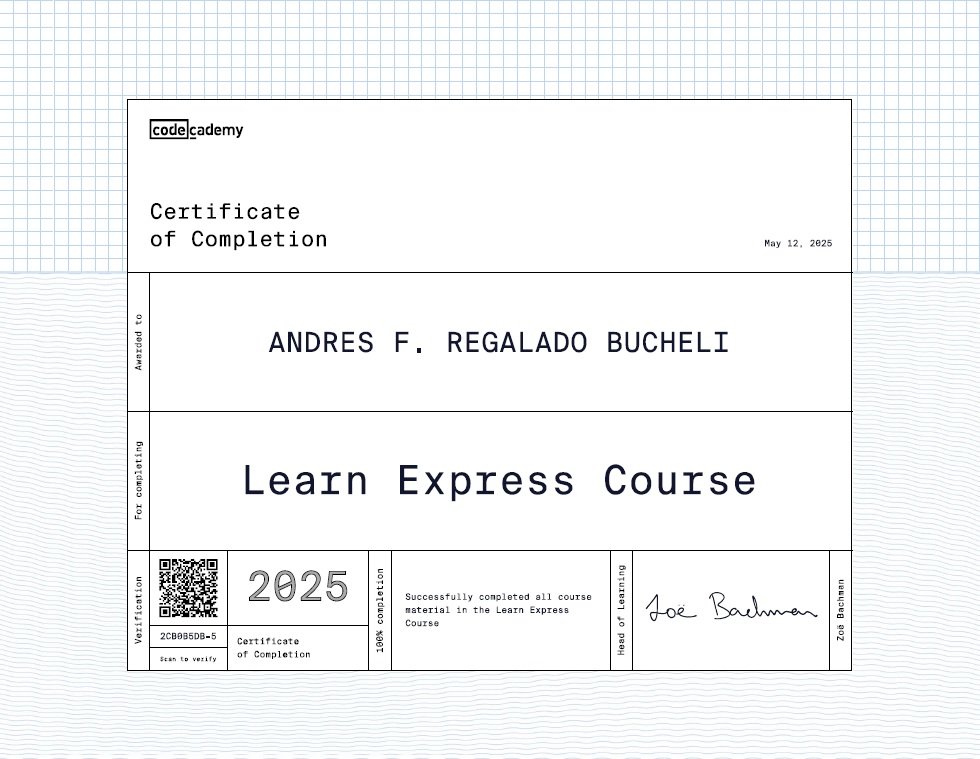 codecademy
Certificate
of Completion
May 12, 2025
Awarded to
ANDRES F. REGALADO BUCHELI
For completing
Learn Express Course
Verification
2CB0B5DB-5
Scan to verify
2025
Certificate
of Completion
100% completion
Successfully completed all course
material in the Learn Express
Course
Head of Learning
Zoë Bachman
Zoë Bachman